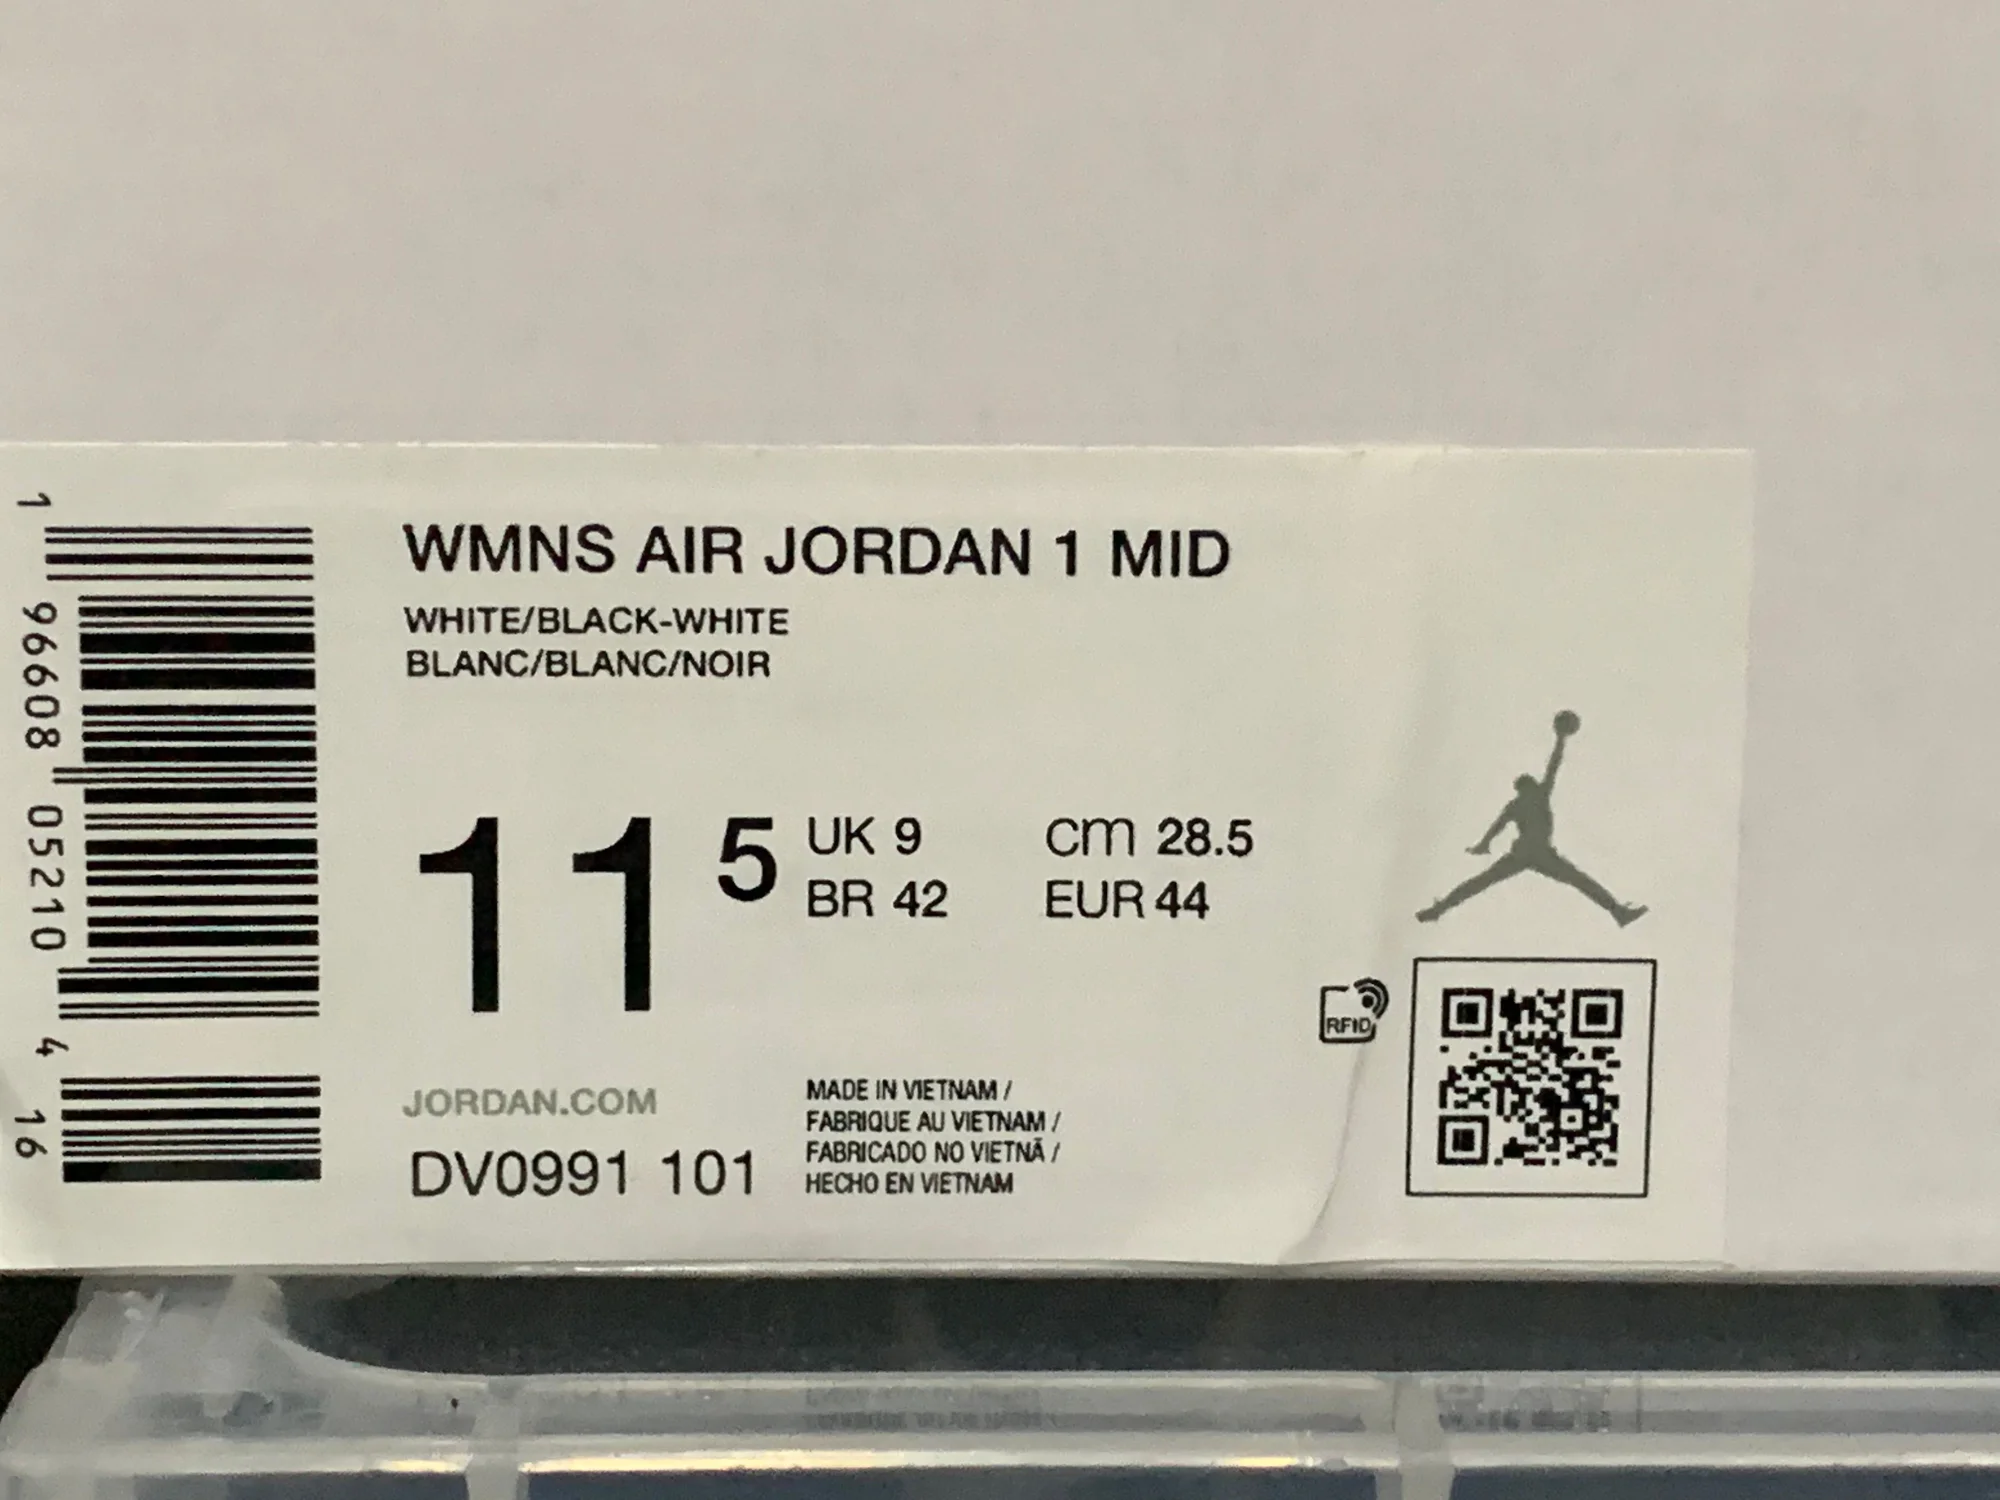 WMNS AIR JORDAN 1 MID
WHITE/BLACK-WHITE
BLANC/BLANC/NOIR
11 5
UK 9
CM 28.5
BR 42
EUR 44
RFID
JORDAN.COM
DV0991 101
MADE IN VIETNAM /
FABRIQUE AU VIETNAM /
FABRICADO NO VIETNÃ /
HECHO EN VIETNAM
1 96608 05210 4 16